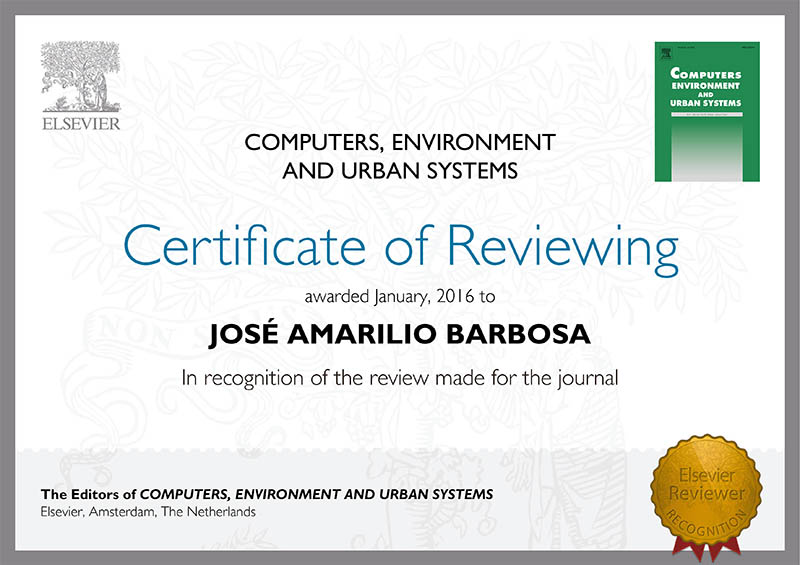 ELSEVIER
COMPUTERS
ENVIRONMENT
AND
URBAN SYSTEMS
COMPUTERS, ENVIRONMENT
AND URBAN SYSTEMS
Certificate of Reviewing
awarded January, 2016 to
JOSÉ AMARILIO BARBOSA
In recognition of the review made for the journal
NON SOLUS
The Editors of COMPUTERS, ENVIRONMENT AND URBAN SYSTEMS
Elsevier, Amsterdam, The Netherlands
Elsevier
Reviewer
RECOGNITION